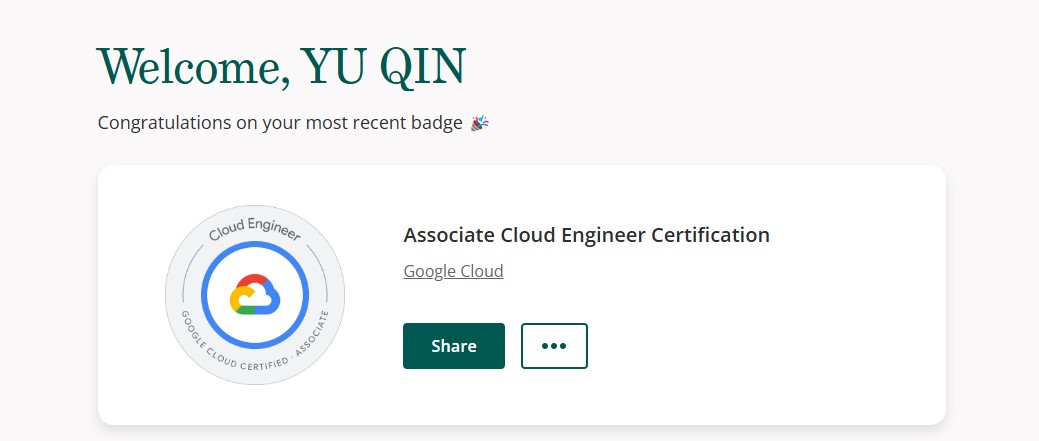 Welcome, YU QIN
Congratulations on your most recent badge 🎉
Cloud Engineer
GOOGLE CLOUD CERTIFIED · ASSOCIATE
Associate Cloud Engineer Certification
Google Cloud
Share
•••